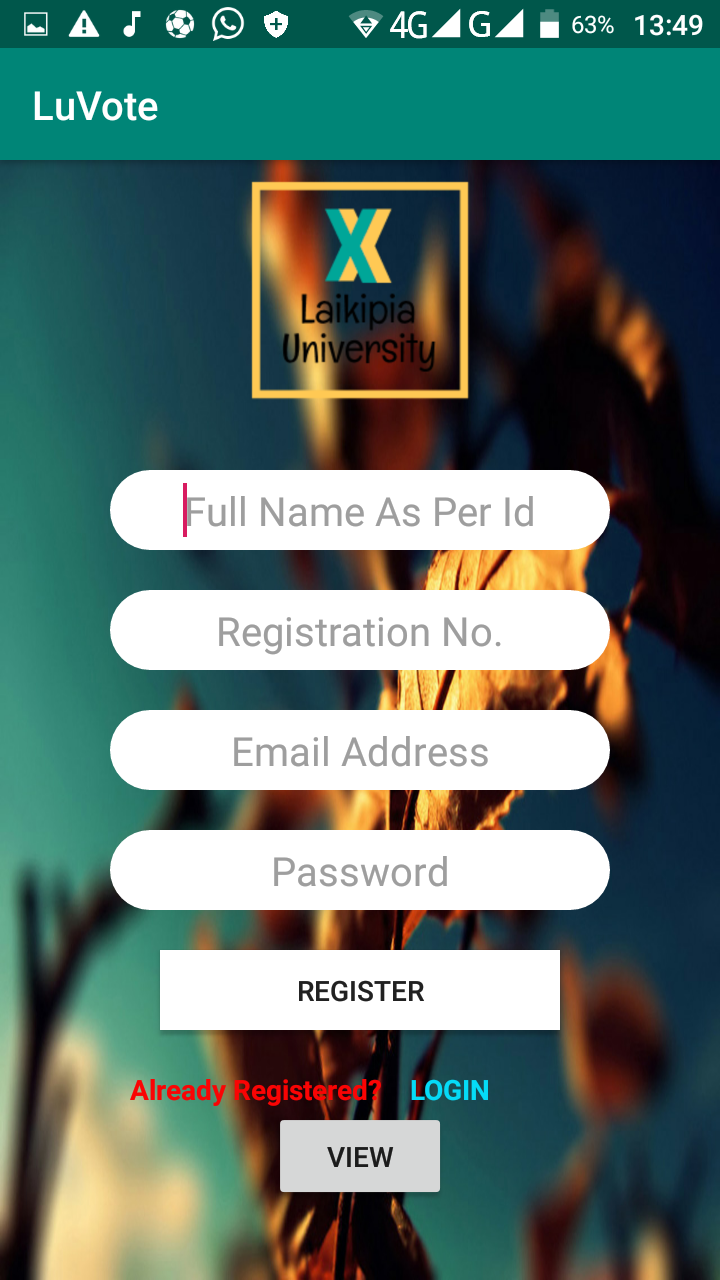 4G G 63% 13:49
LuVote
Laikipia
University
Full Name As Per Id
Registration No.
Email Address
Password
REGISTER
Already Registered? LOGIN
VIEW